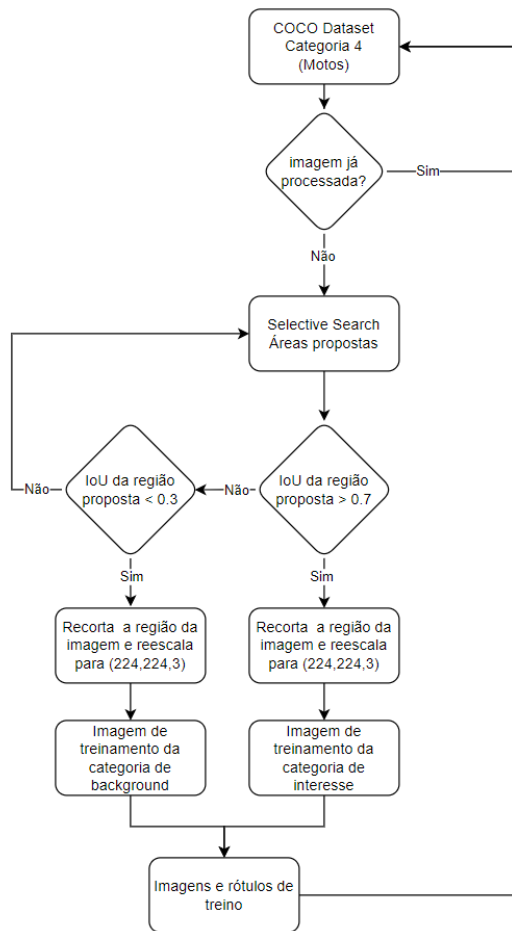 COCO Dataset
Categoria 4
(Motos)
imagem já
processada?
Sim
Não
Selective Search
Áreas propostas
IoU da região
proposta < 0.3
IoU da região
proposta > 0.7
Não
Não
Sim
Sim
Recorta a região da
imagem e reescala
para (224,224,3)
Recorta a região da
imagem e reescala
para (224,224,3)
Imagem de
treinamento da
categoria de
background
Imagem de
treinamento da
categoria de
interesse
Imagens e rótulos de
treino